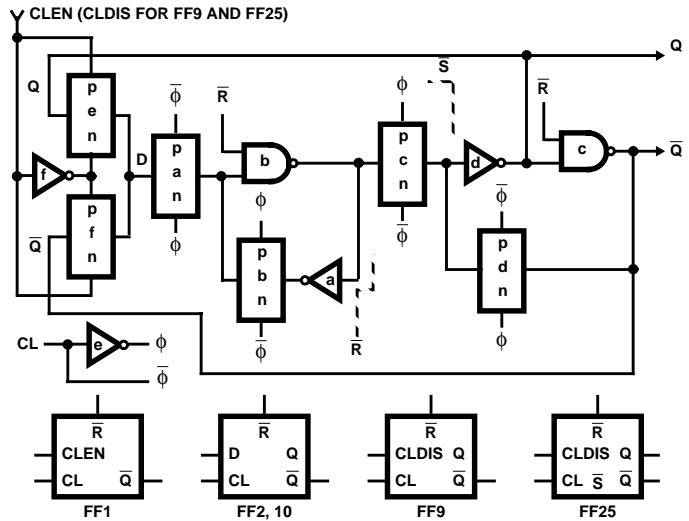 CLEN (CLDIS FOR FF9 AND FF25)
Q
p
e
n
f
D
p
f
n
Q̅
ϕ̅
p
a
n
ϕ
R̅
b
ϕ
p
b
n
ϕ̅
a
R̅
ϕ
p
c
n
ϕ̅
S̅
d
R̅
c
Q
Q̅
ϕ̅
p
d
n
ϕ
CL
e
ϕ
ϕ̅
R̅
CLEN
CL Q̅
FF1
R̅
D Q
CL Q̅
FF2, 10
R̅
CLDIS Q
CL Q̅
FF9
R̅
CLDIS Q
CL S̅ Q̅
FF25